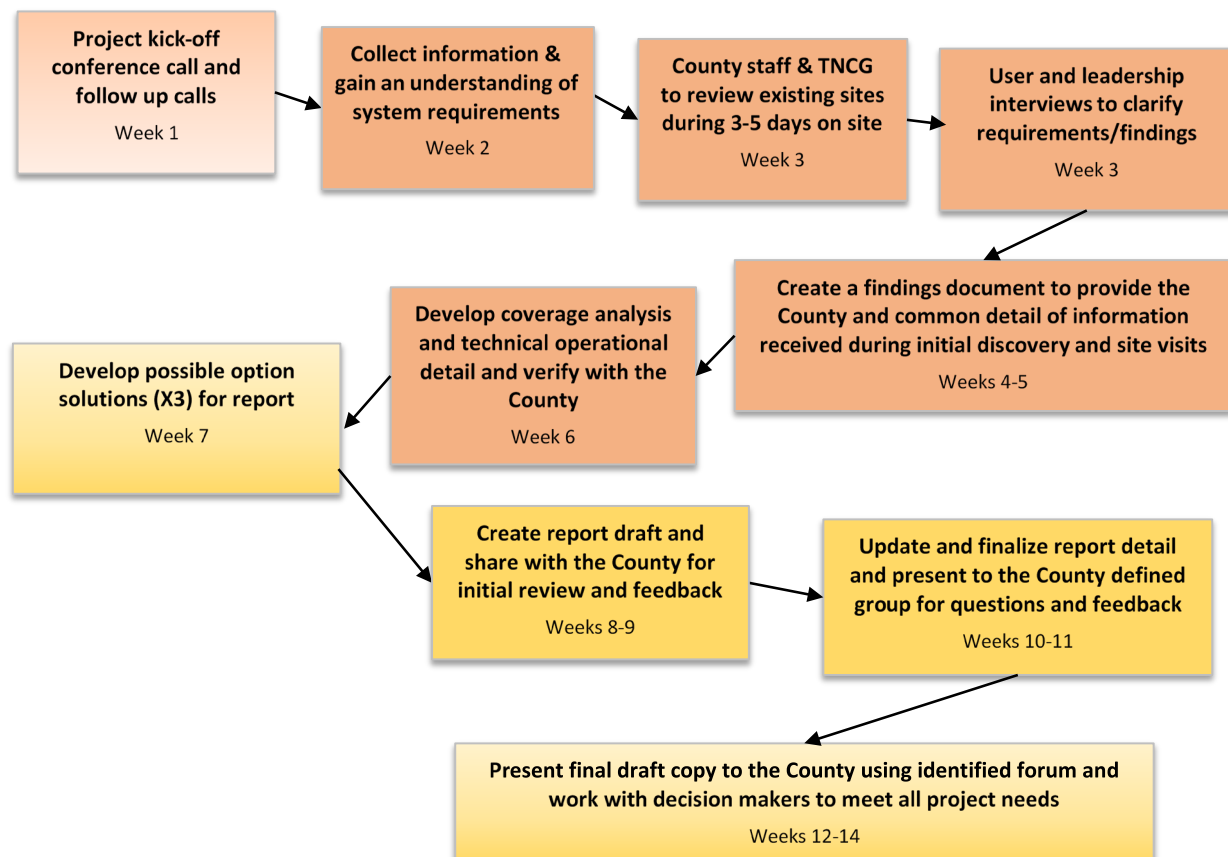 Project kick-off
conference call and
follow up calls
Week 1
Collect information &
gain an understanding of
system requirements
Week 2
County staff & TNCG
to review existing sites
during 3-5 days on site
Week 3
User and leadership
interviews to clarify
requirements/findings
Week 3
Create a findings document to provide the
County and common detail of information
received during initial discovery and site visits
Weeks 4-5
Develop coverage analysis
and technical operational
detail and verify with the
County
Week 6
Develop possible option
solutions (X3) for report
Week 7
Create report draft and
share with the County for
initial review and feedback
Weeks 8-9
Update and finalize report detail
and present to the County defined
group for questions and feedback
Weeks 10-11
Present final draft copy to the County using identified forum and
work with decision makers to meet all project needs
Weeks 12-14